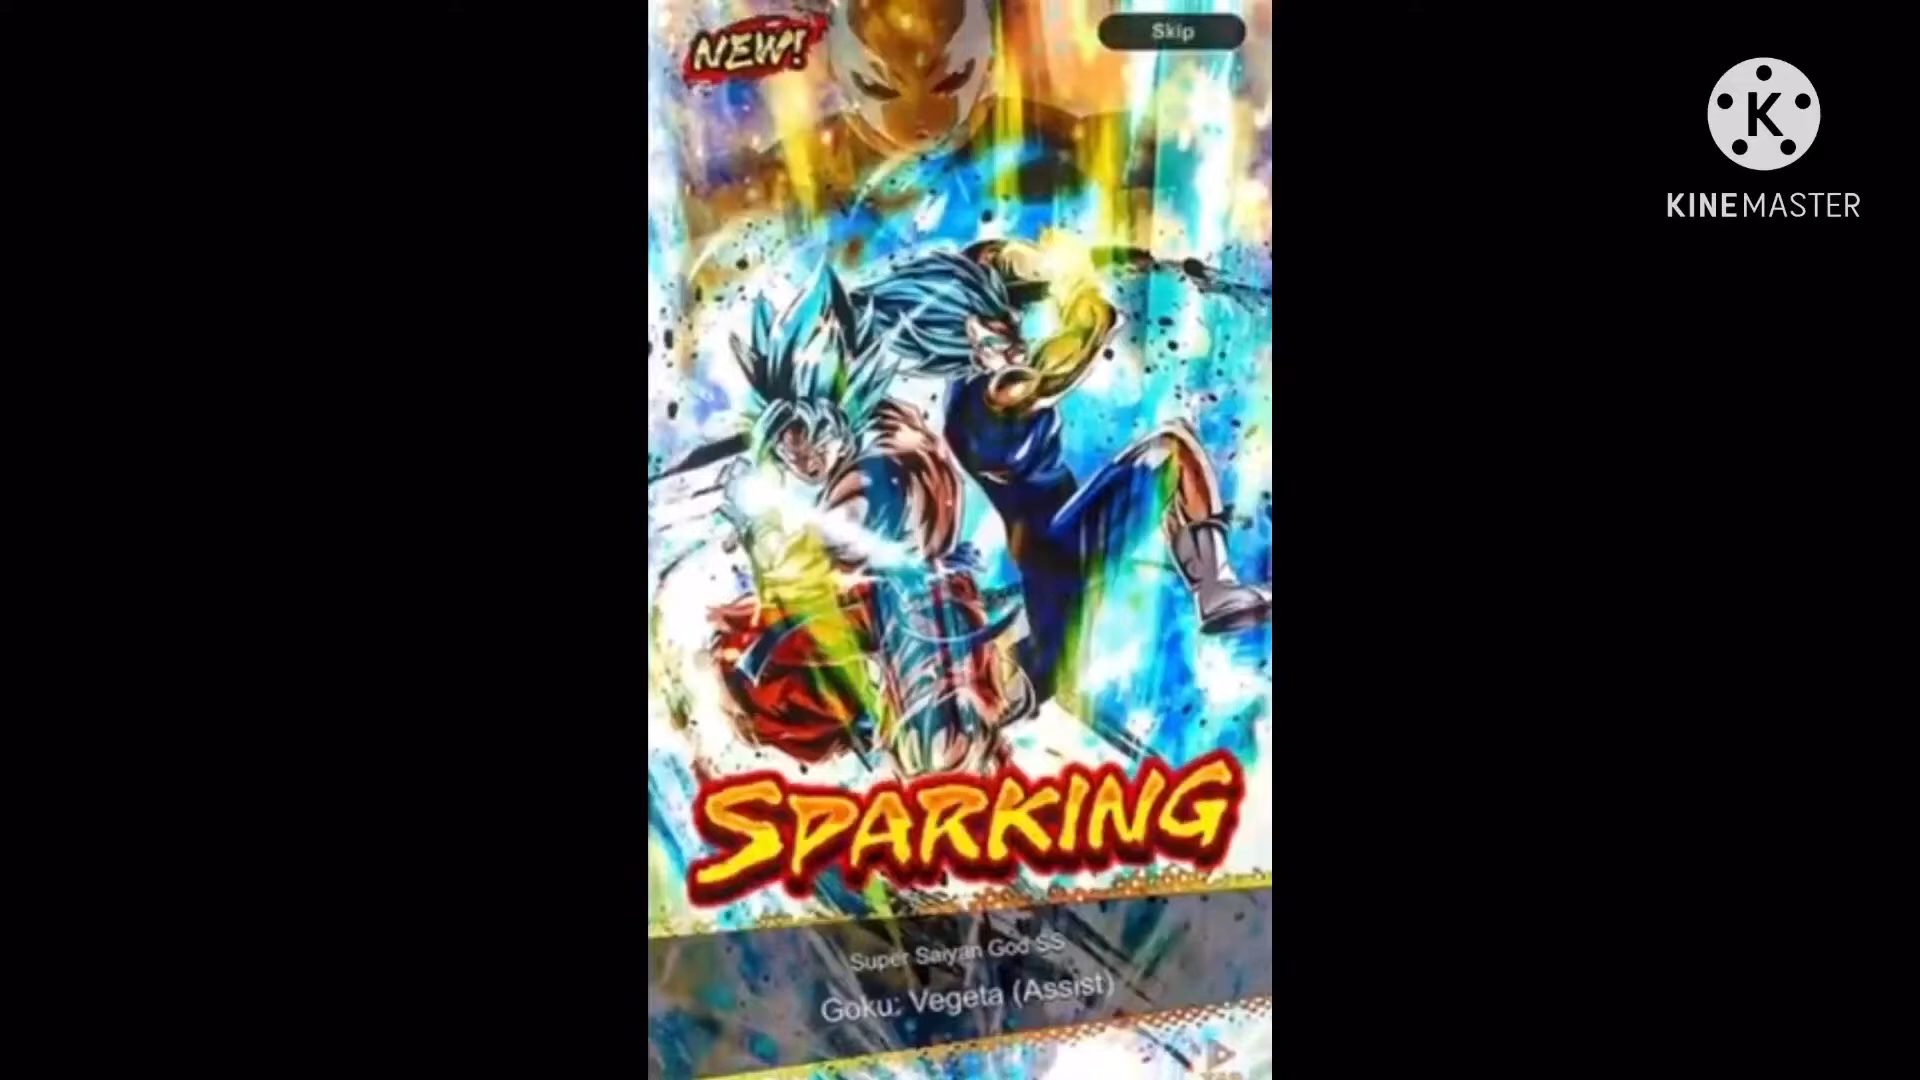 NEW!
Skip
K
KINEMASTER
SPARKING
Super Saiyan God SS
Goku: Vegeta (Assist)